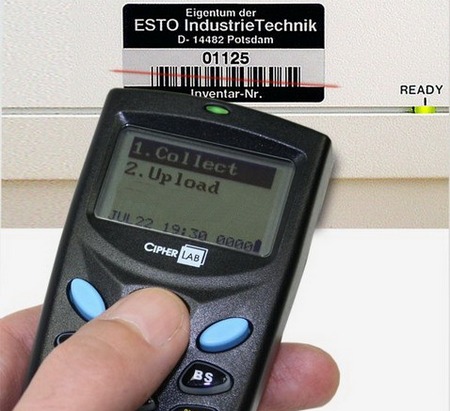 Eigentum der
ESTO IndustrieTechnik
D- 14482 Potsdam
01125
Inventar-Nr.
READY
1.Collect
2.Upload
JUL22 19:30 0000
CIPHER LAB
BS